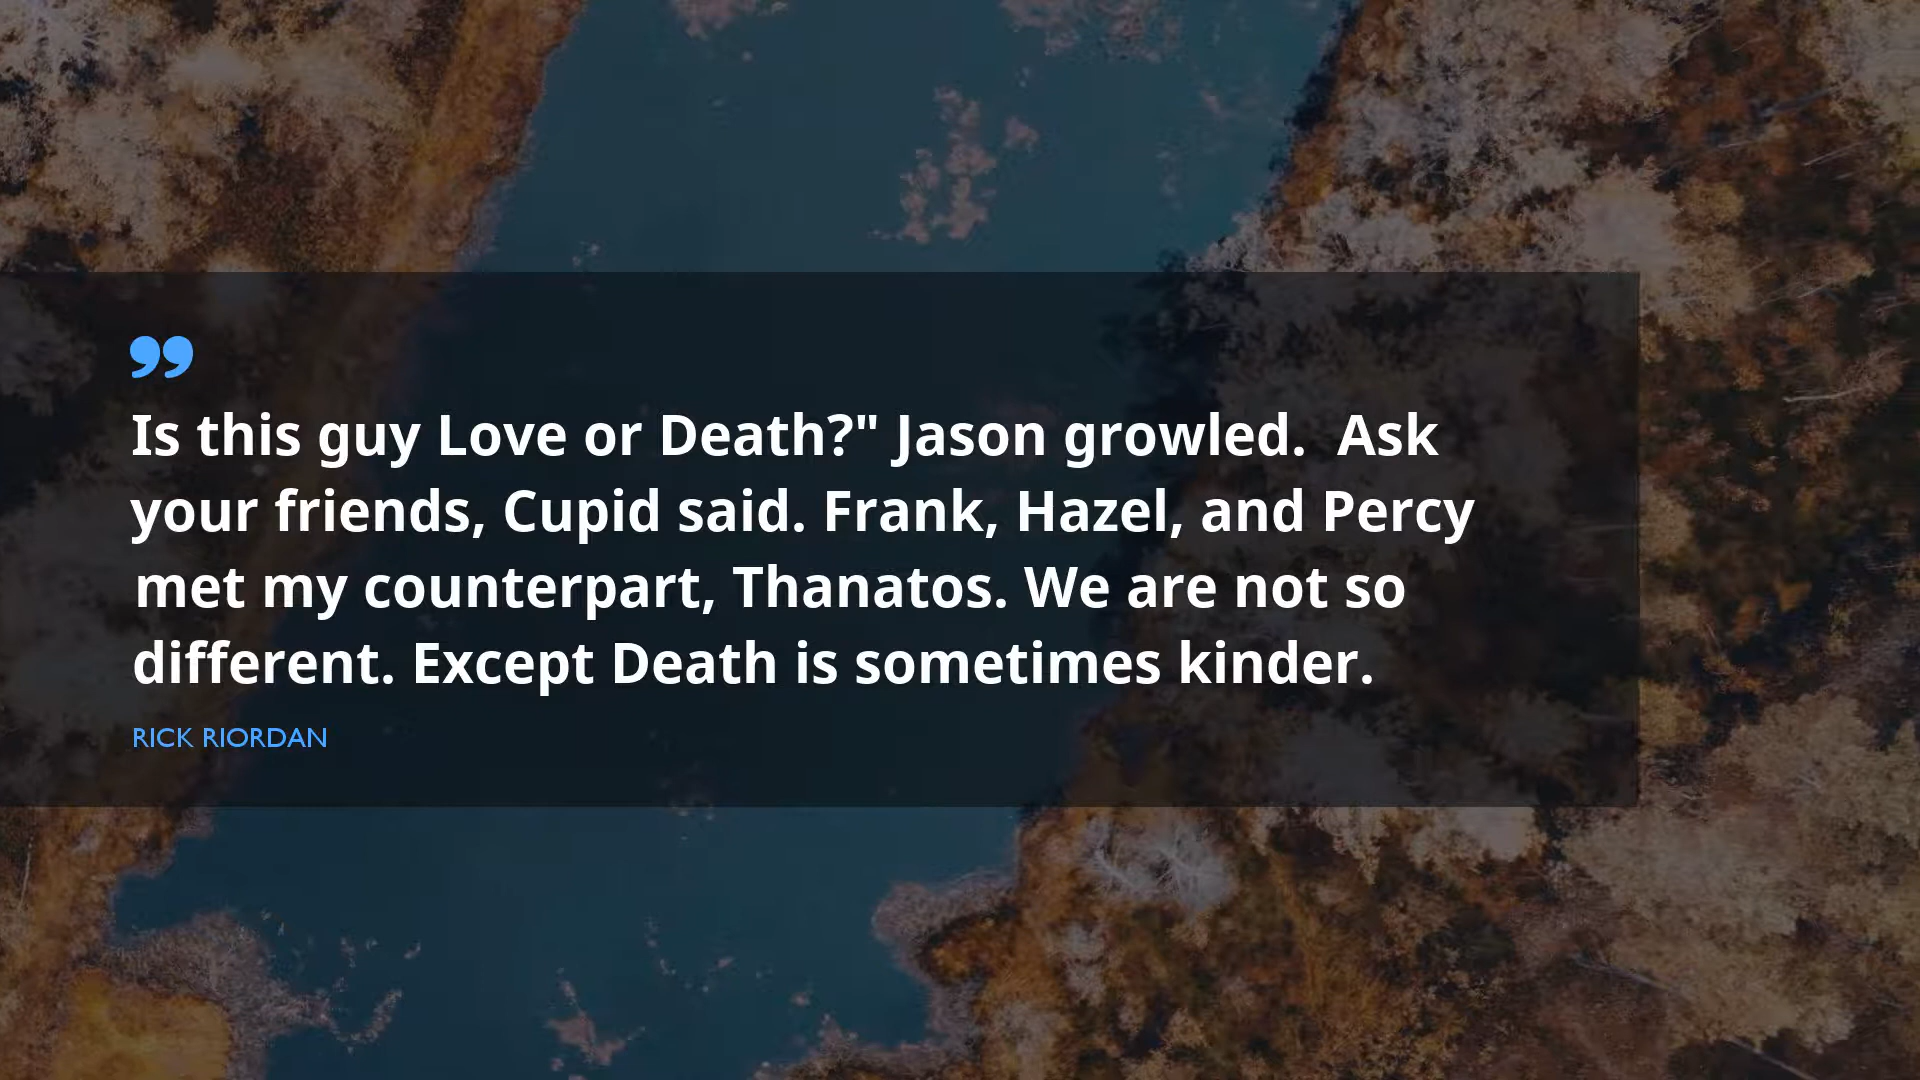 ”
Is this guy Love or Death?" Jason growled.  Ask
your friends, Cupid said. Frank, Hazel, and Percy
met my counterpart, Thanatos. We are not so
different. Except Death is sometimes kinder.
RICK RIORDAN